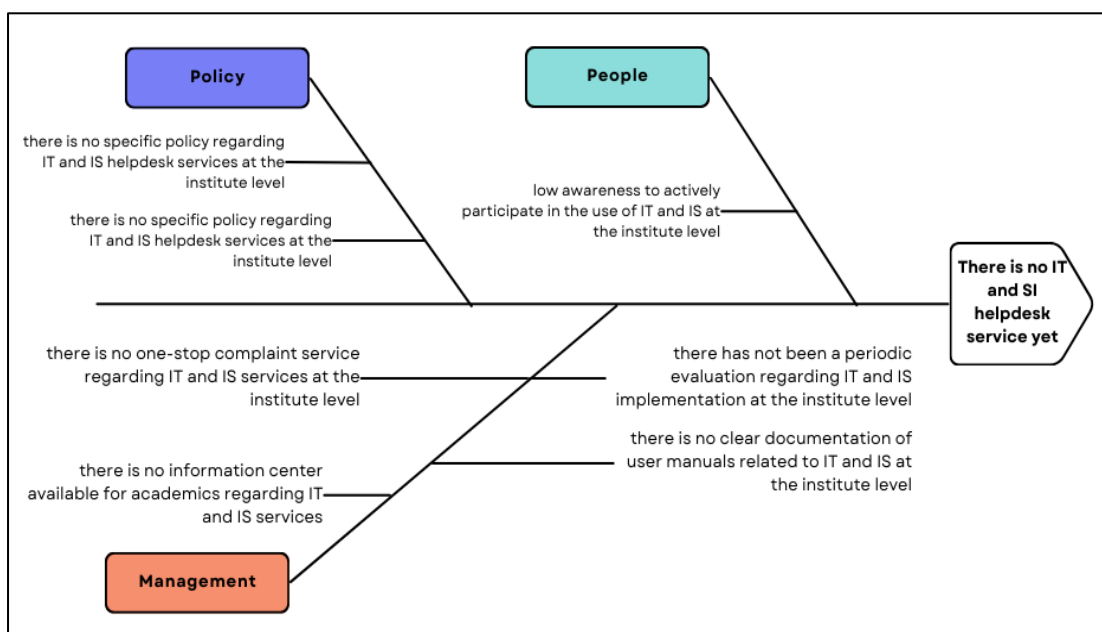 Policy
People
there is no specific policy regarding
IT and IS helpdesk services at the
institute level
there is no specific policy regarding
IT and IS helpdesk services at the
institute level
low awareness to actively
participate in the use of IT and IS at
the institute level
There is no IT
and SI
helpdesk
service yet
there is no one-stop complaint service
regarding IT and IS services at the
institute level
there has not been a periodic
evaluation regarding IT and IS
implementation at the institute level
there is no clear documentation of
user manuals related to IT and IS at
the institute level
there is no information center
available for academics regarding IT
and IS services
Management